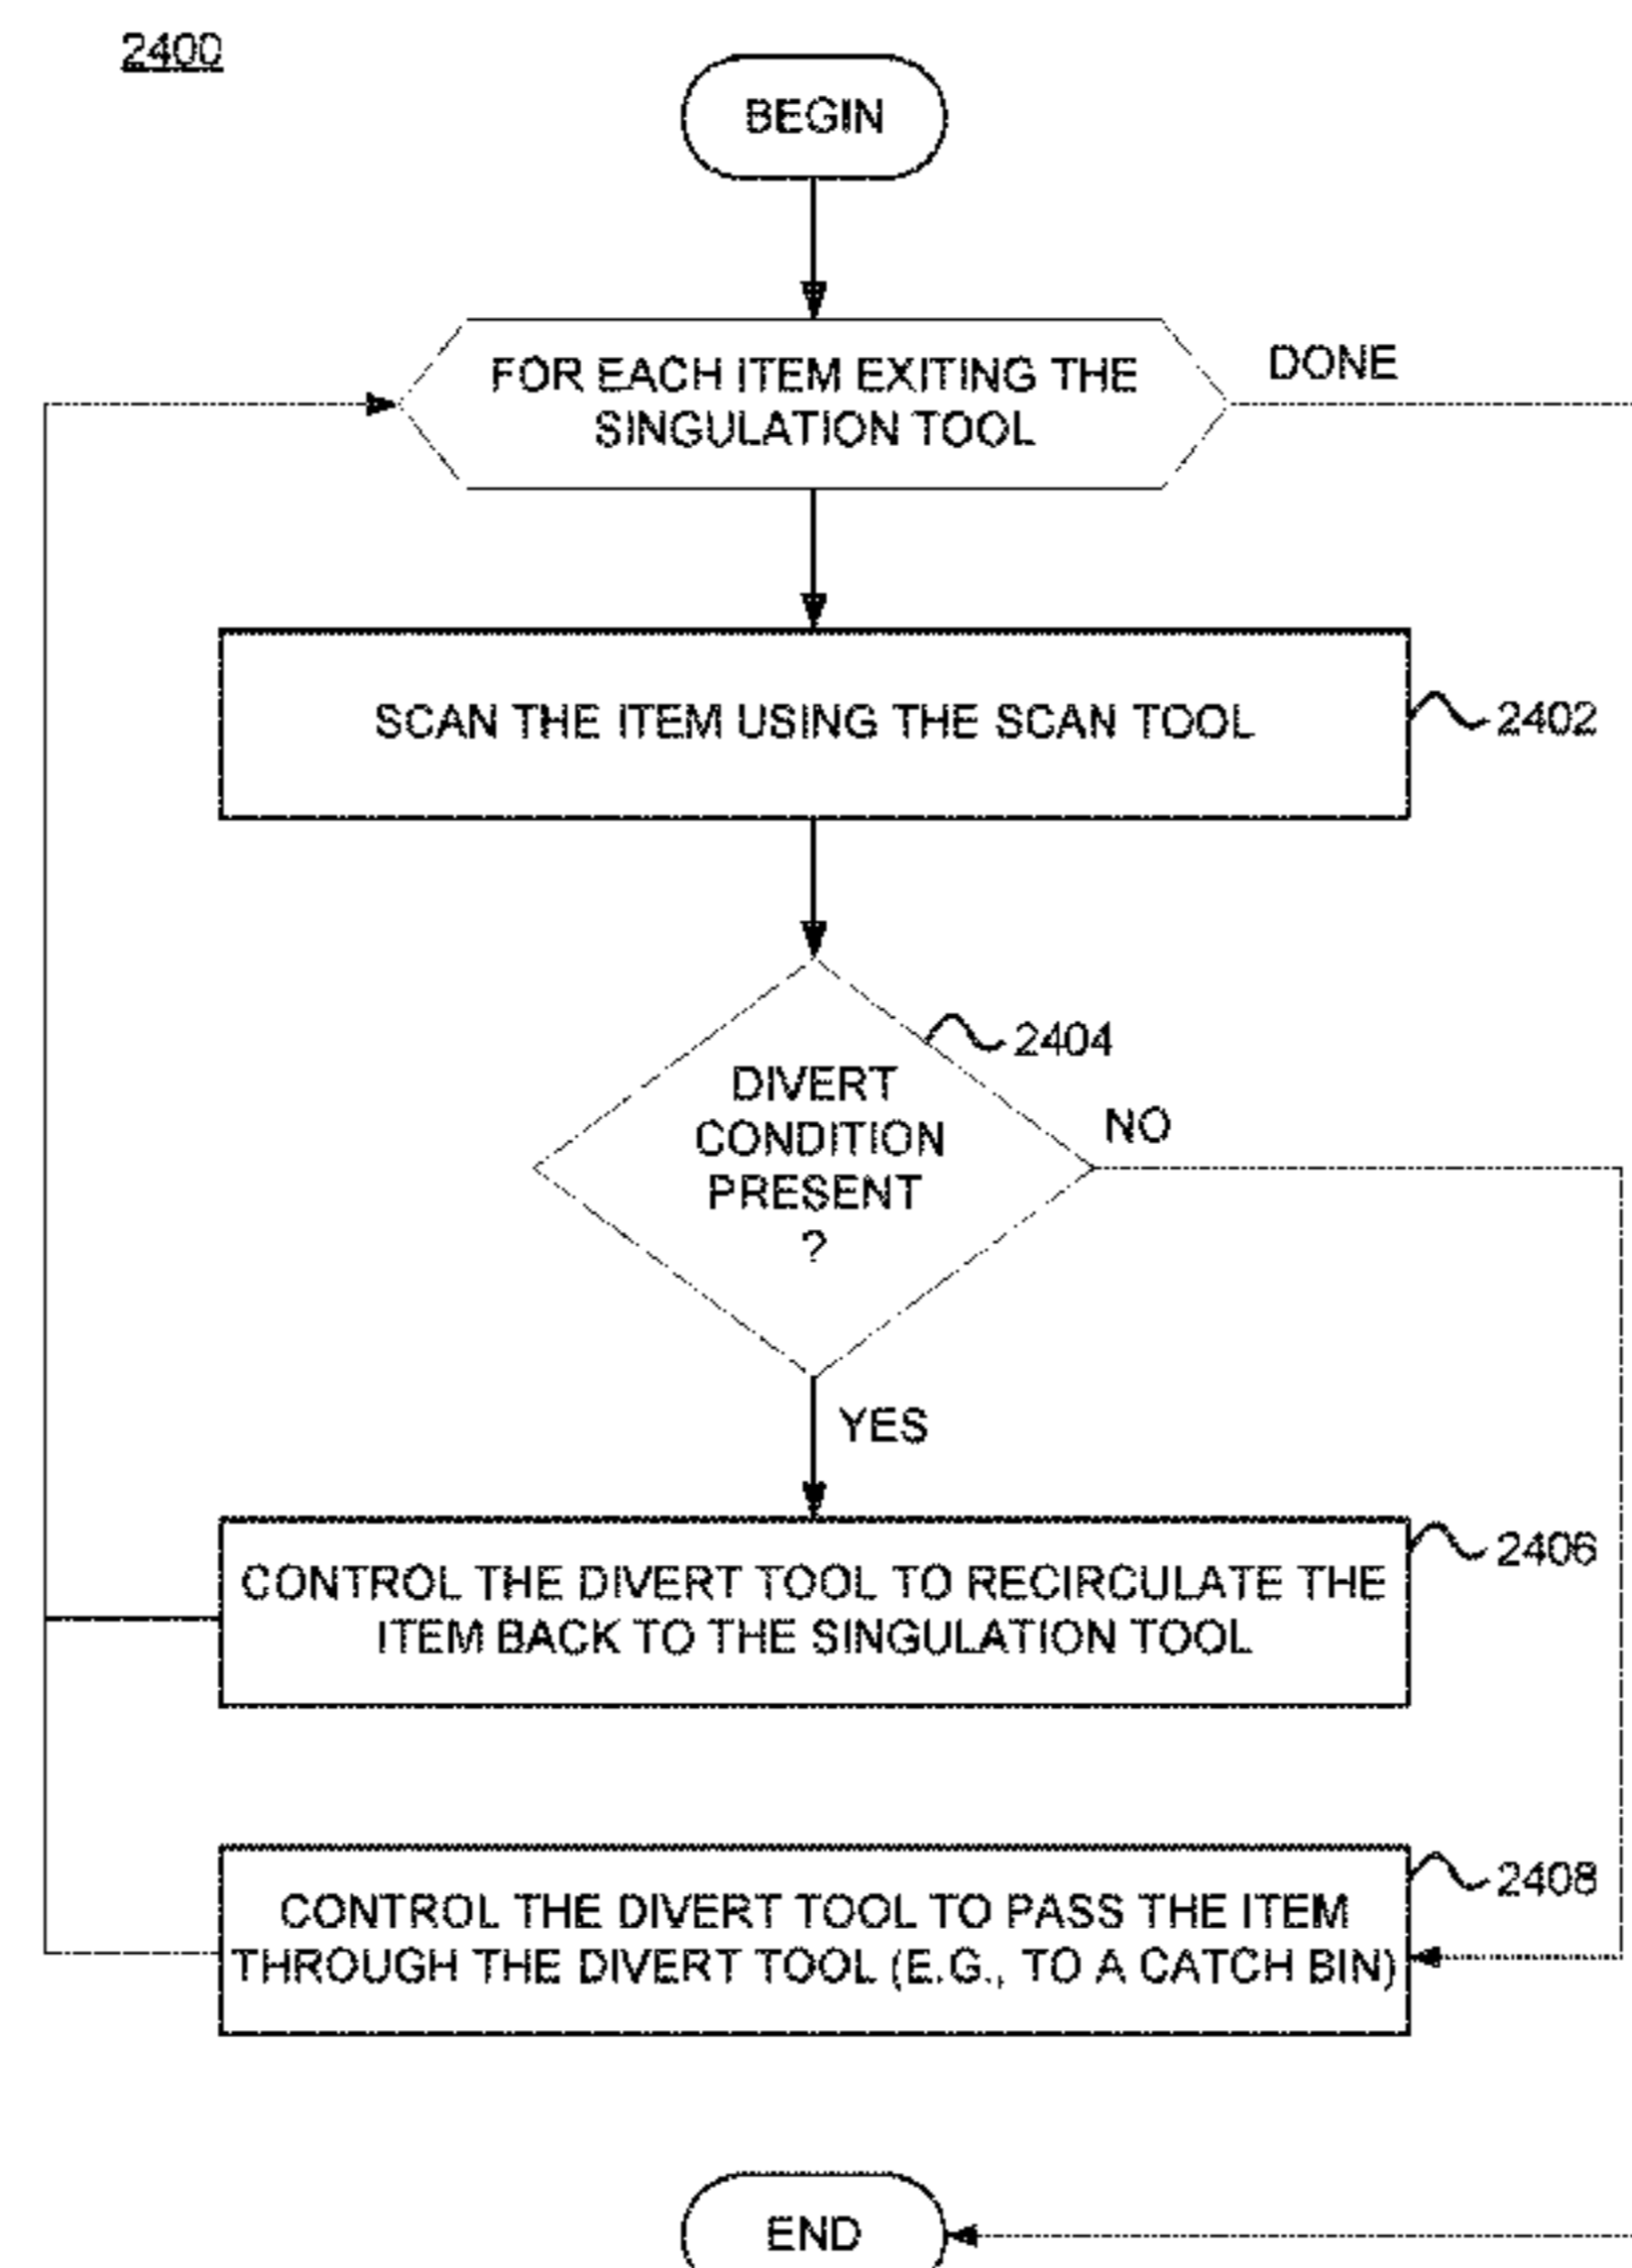 2400
BEGIN
FOR EACH ITEM EXITING THE
SINGULATION TOOL
DONE
SCAN THE ITEM USING THE SCAN TOOL
2402
2404
DIVERT
CONDITION
PRESENT
?
NO
YES
CONTROL THE DIVERT TOOL TO RECIRCULATE THE
ITEM BACK TO THE SINGULATION TOOL
2406
CONTROL THE DIVERT TOOL TO PASS THE ITEM
THROUGH THE DIVERT TOOL (E.G., TO A CATCH BIN)
2408
END